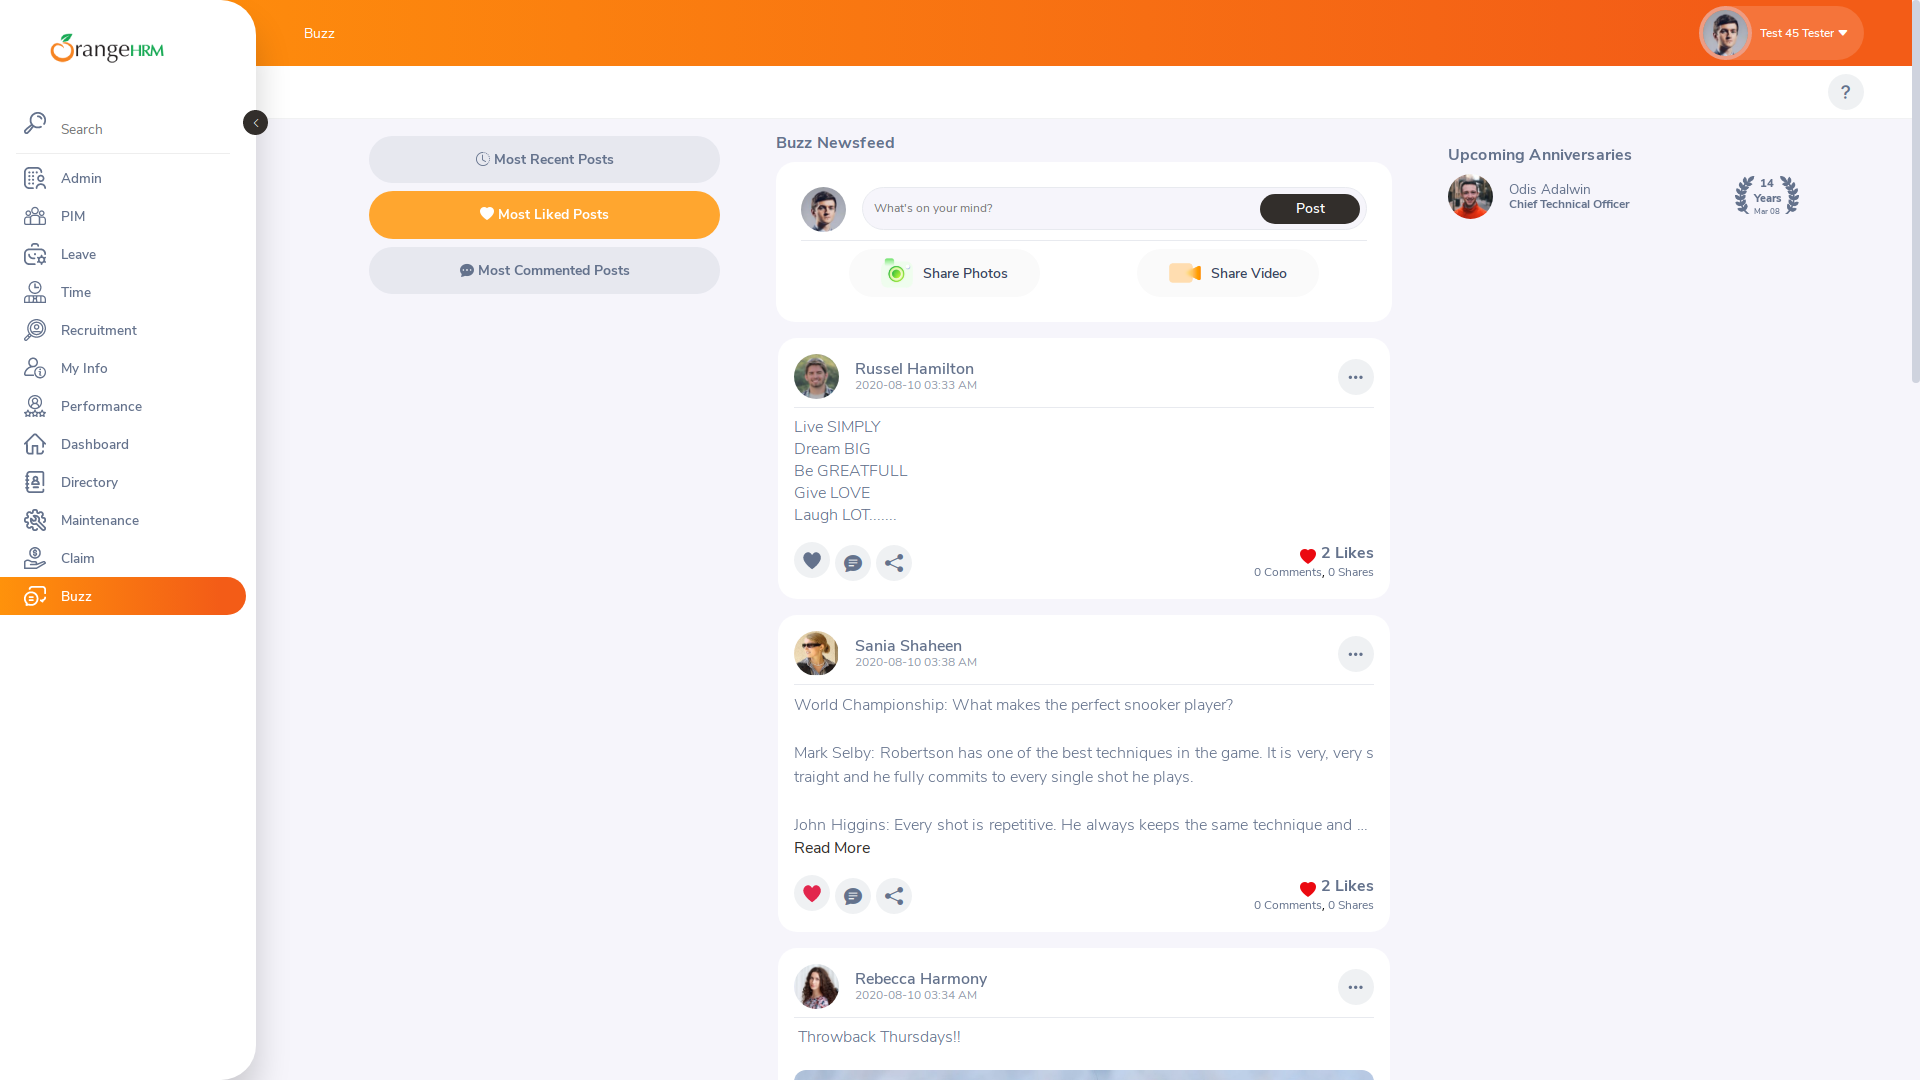 OrangeHRM
Search
Admin
PIM
Leave
Time
Recruitment
My Info
Performance
Dashboard
Directory
Maintenance
Claim
Buzz
Buzz
Test 45 Tester
?
Most Recent Posts
Most Liked Posts
Most Commented Posts
Buzz Newsfeed
What's on your mind?
Post
Share Photos
Share Video
Russel Hamilton
2020-08-10 03:33 AM
Live SIMPLY
Dream BIG
Be GREATFULL
Give LOVE
Laugh LOT.......
2 Likes
0 Comments, 0 Shares
Sania Shaheen
2020-08-10 03:38 AM
World Championship: What makes the perfect snooker player?
Mark Selby: Robertson has one of the best techniques in the game. It is very, very s
traight and he fully commits to every single shot he plays.
John Higgins: Every shot is repetitive. He always keeps the same technique and ...
Read More
2 Likes
0 Comments, 0 Shares
Rebecca Harmony
2020-08-10 03:34 AM
Throwback Thursdays!!
Upcoming Anniversaries
Odis Adalwin
Chief Technical Officer
14
Years
Mar 08